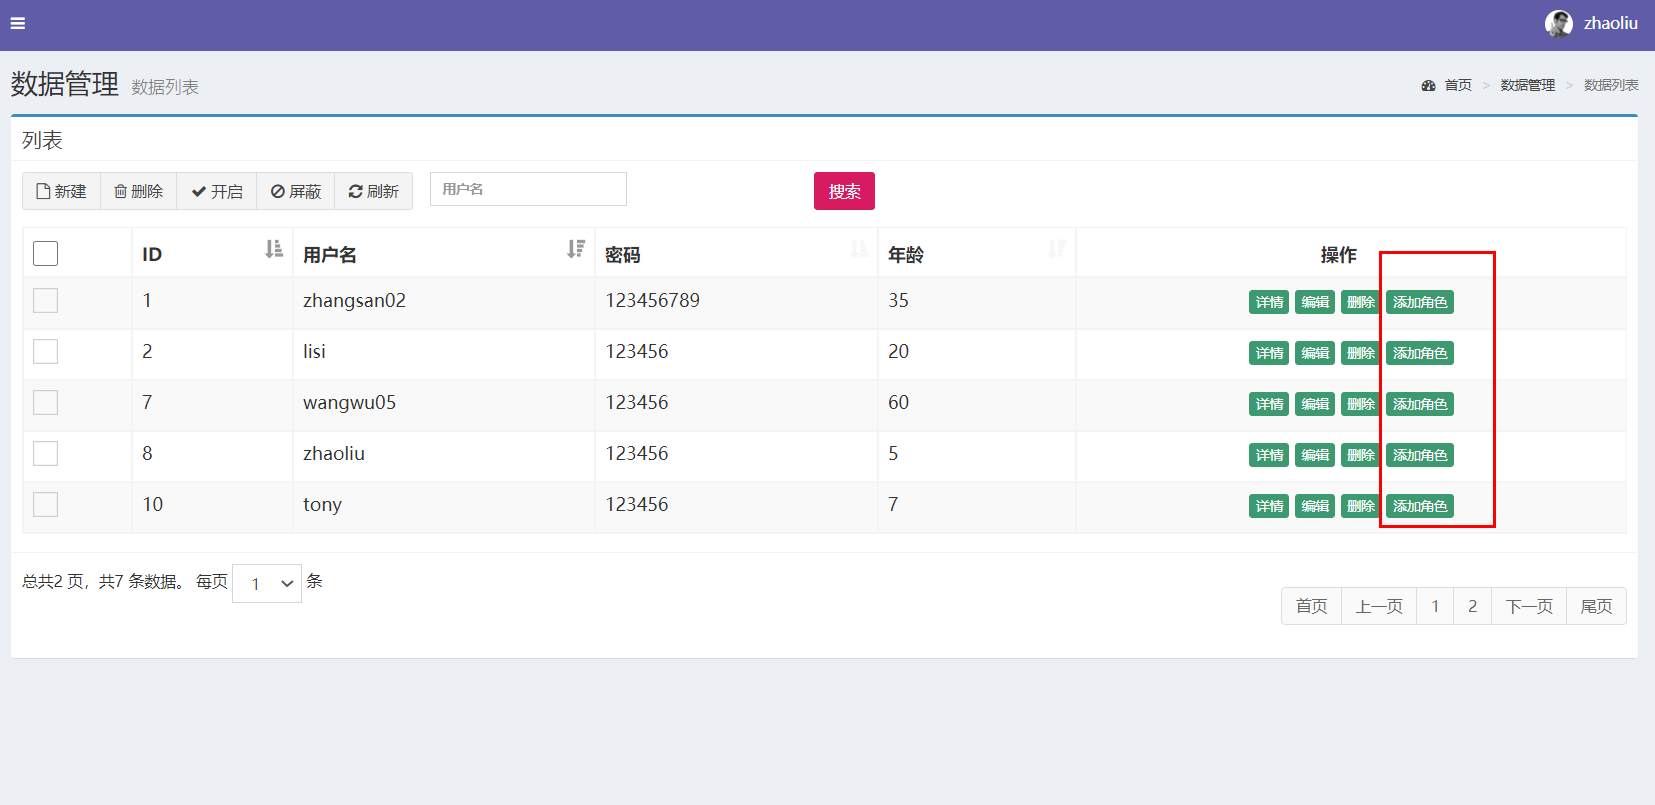 zhaoliu
数据管理 数据列表
首页 > 数据管理 > 数据列表
列表
新建 删除 开启 屏蔽 刷新 用户名 搜索
ID 用户名 密码 年龄 操作
1 zhangsan02 123456789 35 详情 编辑 删除 添加角色
2 lisi 123456 20 详情 编辑 删除 添加角色
7 wangwu05 123456 60 详情 编辑 删除 添加角色
8 zhaoliu 123456 5 详情 编辑 删除 添加角色
10 tony 123456 7 详情 编辑 删除 添加角色
总共2 页，共7 条数据。 每页 1 条
首页 上一页 1 2 下一页 尾页